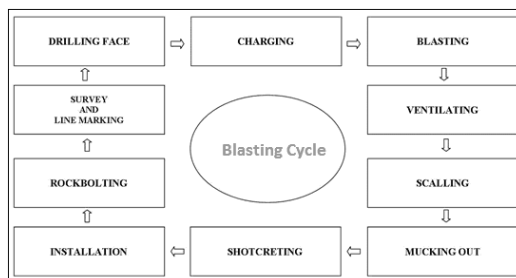 DRILLING FACE
CHARGING
BLASTING
SURVEY
AND
LINE MARKING
VENTILATING
Blasting Cycle
ROCKBOLTING
SCALLING
INSTALLATION
SHOTCRETING
MUCKING OUT